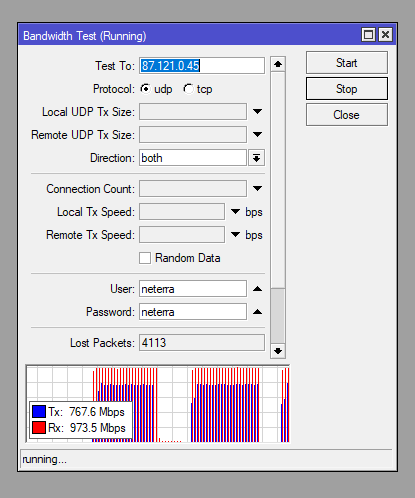 Bandwidth Test (Running)
Test To: 87.121.0.45
Start
Protocol: udp tcp
Stop
Local UDP Tx Size:
Close
Remote UDP Tx Size:
Direction: both
Connection Count:
Local Tx Speed: bps
Remote Tx Speed: bps
Random Data
User: neterra
Password: neterra
Lost Packets: 4113
Tx: 767.6 Mbps
Rx: 973.5 Mbps
running...